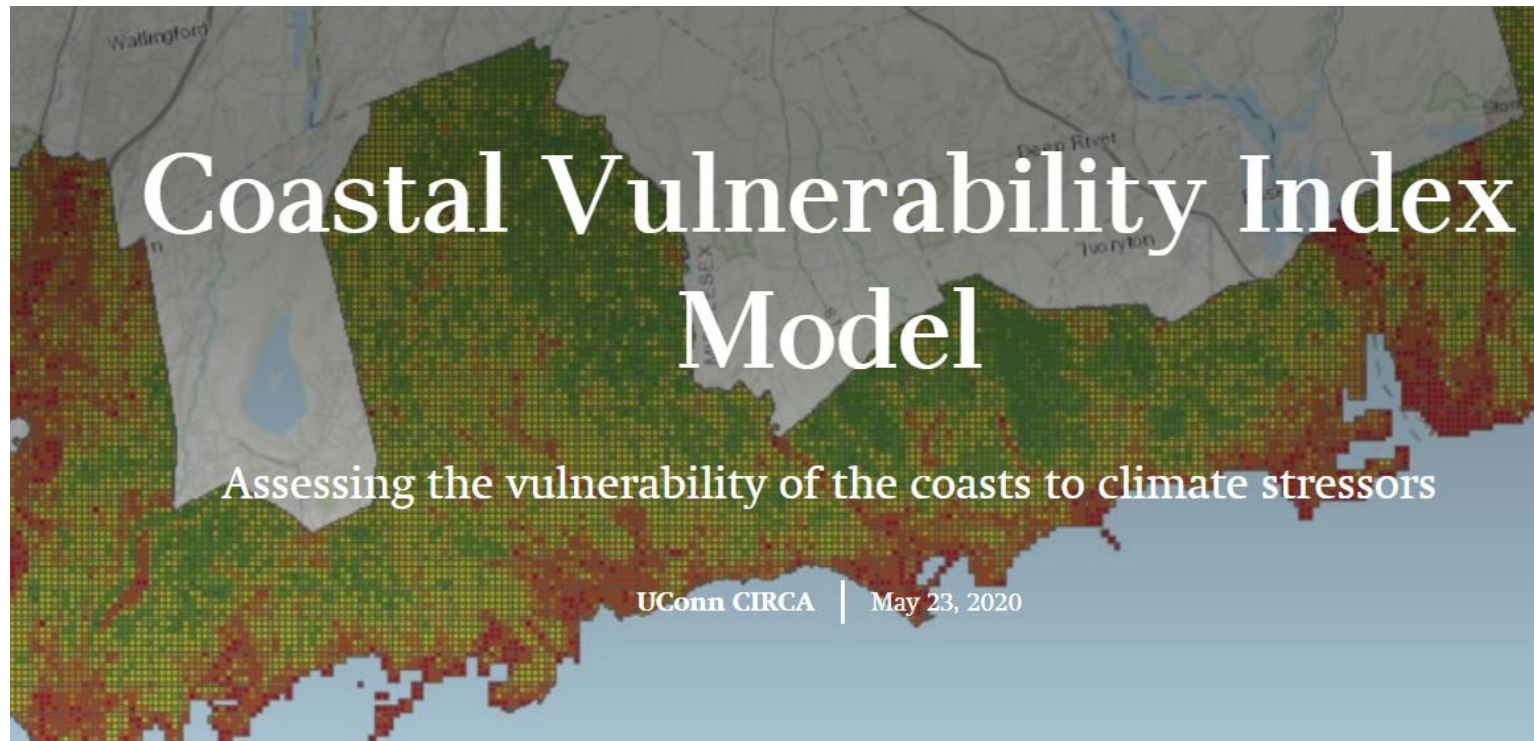 Wallingford
Deep River
Coastal Vulnerability Index
Ivoryton
Model
Assessing the vulnerability of the coasts to climate stressors
UConn CIRCA | May 23, 2020